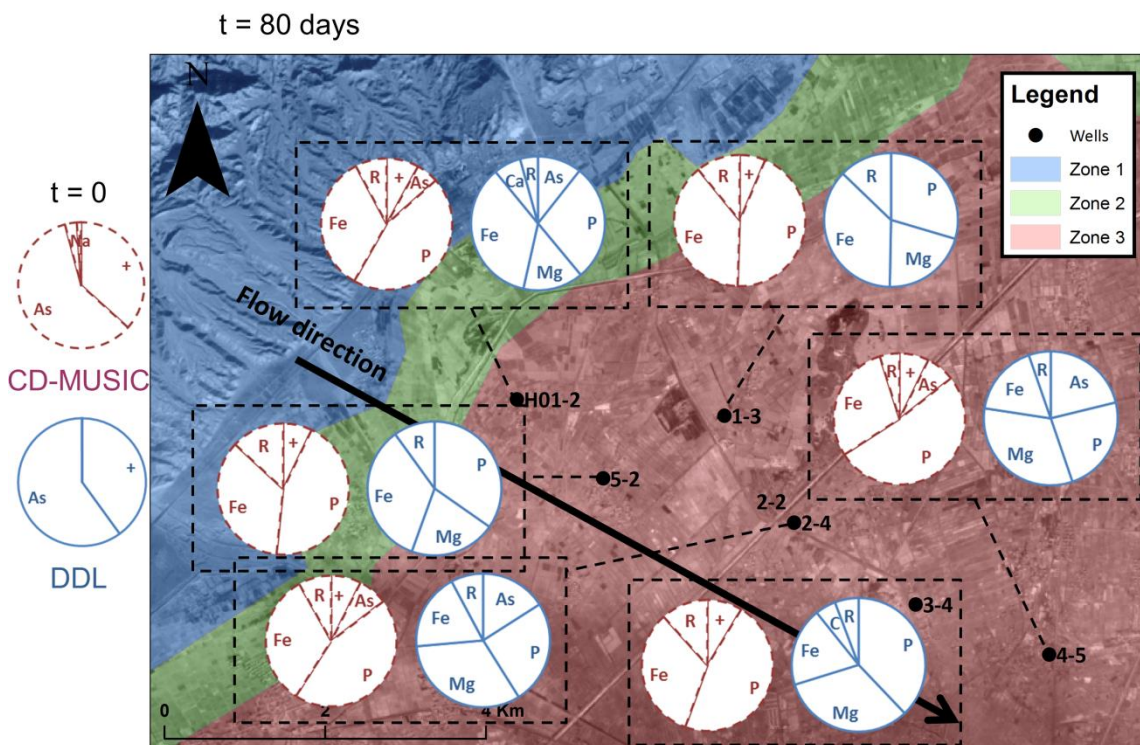 t = 80 days
N
Legend
Wells
Zone 1
Zone 2
Zone 3
t = 0
Na
+
As
CD-MUSIC
+
As
DDL
R
+
As
P
Fe
Ca
R
As
P
Mg
Fe
R
+
P
Fe
R
P
Mg
Fe
Flow direction
H01-2
1-3
R
+
As
P
Fe
R
As
P
Mg
Fe
R
+
P
Fe
R
P
Mg
Fe
5-2
2-2
2-4
R
+
As
P
Fe
R
As
P
Mg
Fe
R
+
P
Fe
C
R
P
Mg
Fe
3-4
4-5
0
2
4 Km